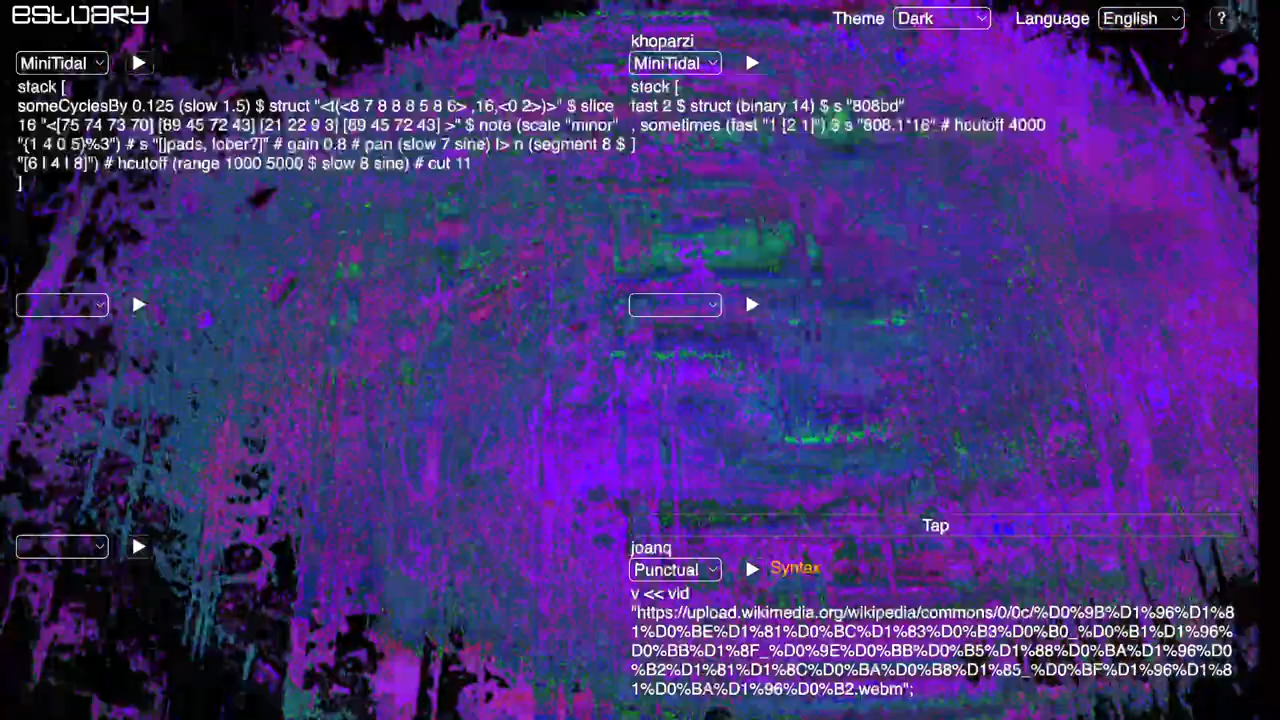 estuary
Theme Dark Language English ?
MiniTidal
stack [
someCyclesBy 0.125 (slow 1.5) $ struct "<t(<8 7 8 8 8 5 8 6> ,16,<0 2>)>" $ slice
16 "<[75 74 73 70] [69 45 72 43] [21 22 9 3] [69 45 72 43] >" $ note (scale "minor"
"{1 4 0 5}%3") # s "[jpads, lober?]" # gain 0.8 # pan (slow 7 sine) |> n (segment 8 $
"[6 | 4 | 8]") # hcutoff (range 1000 5000 $ slow 8 sine) # cut 11
]
khoparzi
MiniTidal
stack [
fast 2 $ struct (binary 14) $ s "808bd"
, sometimes (fast "1 [2 1]") $ s "808:1*16" # hcutoff 4000
]
Tap
joanq
Punctual Syntax
v << vid
"https://upload.wikimedia.org/wikipedia/commons/0/0c/%D0%9B%D1%96%D1%8
1%D0%BE%D1%81%D0%BC%D1%83%D0%B3%D0%B0_%D0%B1%D1%96%
D0%BB%D1%8F_%D0%9E%D0%BB%D0%B5%D1%88%D0%BA%D1%96%D0
%B2%D1%81%D1%8C%D0%BA%D0%B8%D1%85_%D0%BF%D1%96%D1%8
1%D0%BA%D1%96%D0%B2.webm";